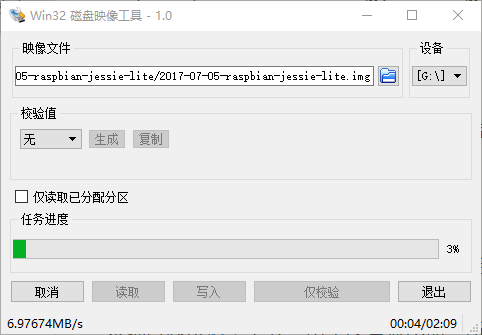 Win32 磁盘映像工具 - 1.0
映像文件
设备
05-raspbian-jessie-lite/2017-07-05-raspbian-jessie-lite.img
[G:\]
校验值
无
生成
复制
仅读取已分配分区
任务进度
3%
取消
读取
写入
仅校验
退出
6.97674MB/s
00:04/02:09